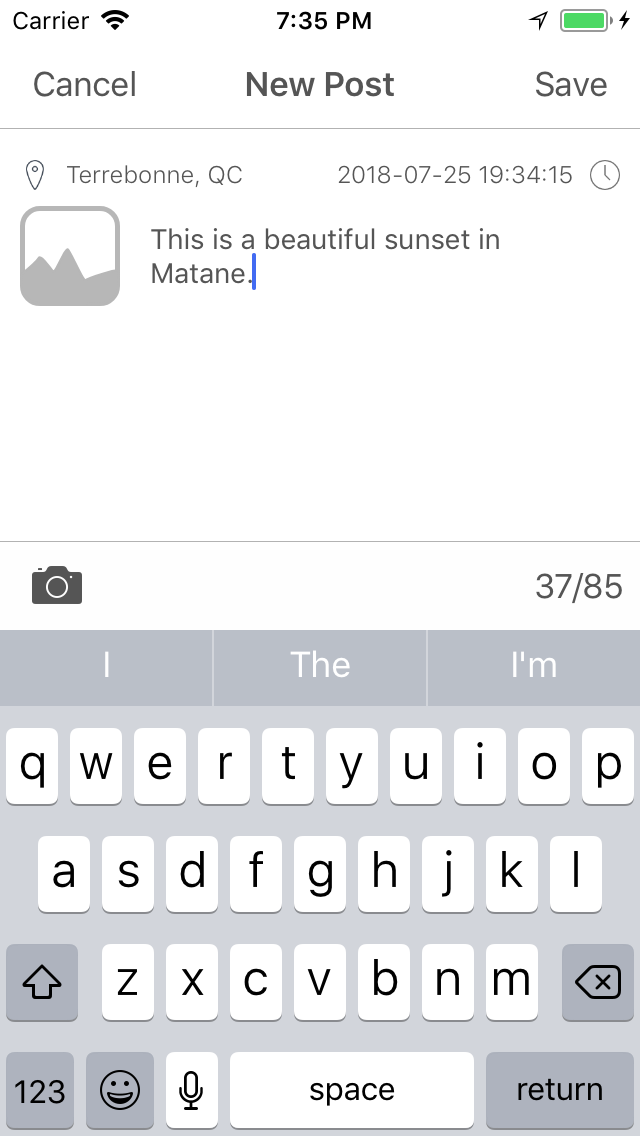 Carrier 7:35 PM
Cancel New Post Save
Terrebonne, QC 2018-07-25 19:34:15
This is a beautiful sunset in
Matane.
37/85
I The I'm
q w e r t y u i o p
a s d f g h j k l
z x c v b n m
123 space return